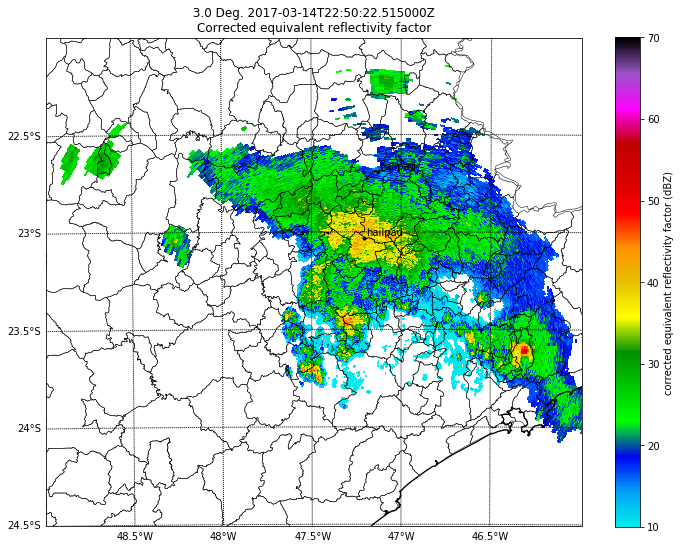 3.0 Deg. 2017-03-14T22:50:22.515000Z
Corrected equivalent reflectivity factor
22.5°S
23°S
23.5°S
24°S
24.5°S
48.5°W
48°W
47.5°W
47°W
46.5°W
hailpad
70
60
50
40
30
20
10
corrected equivalent reflectivity factor (dBZ)